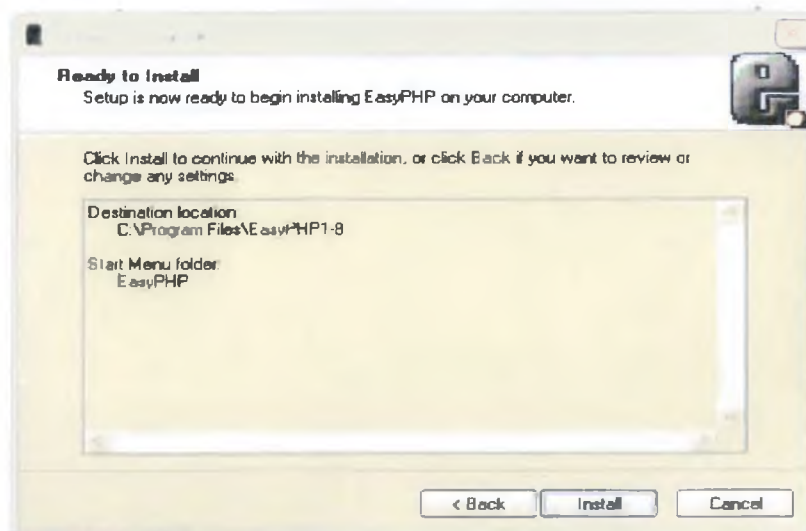 Ready to Install
Setup is now ready to begin installing EasyPHP on your computer.
Click Install to continue with the installation, or click Back if you want to review or
change any settings.
Destination location:
C:\Program Files\EasyPHP1-8
Start Menu folder:
EasyPHP
< Back
Install
Cancel